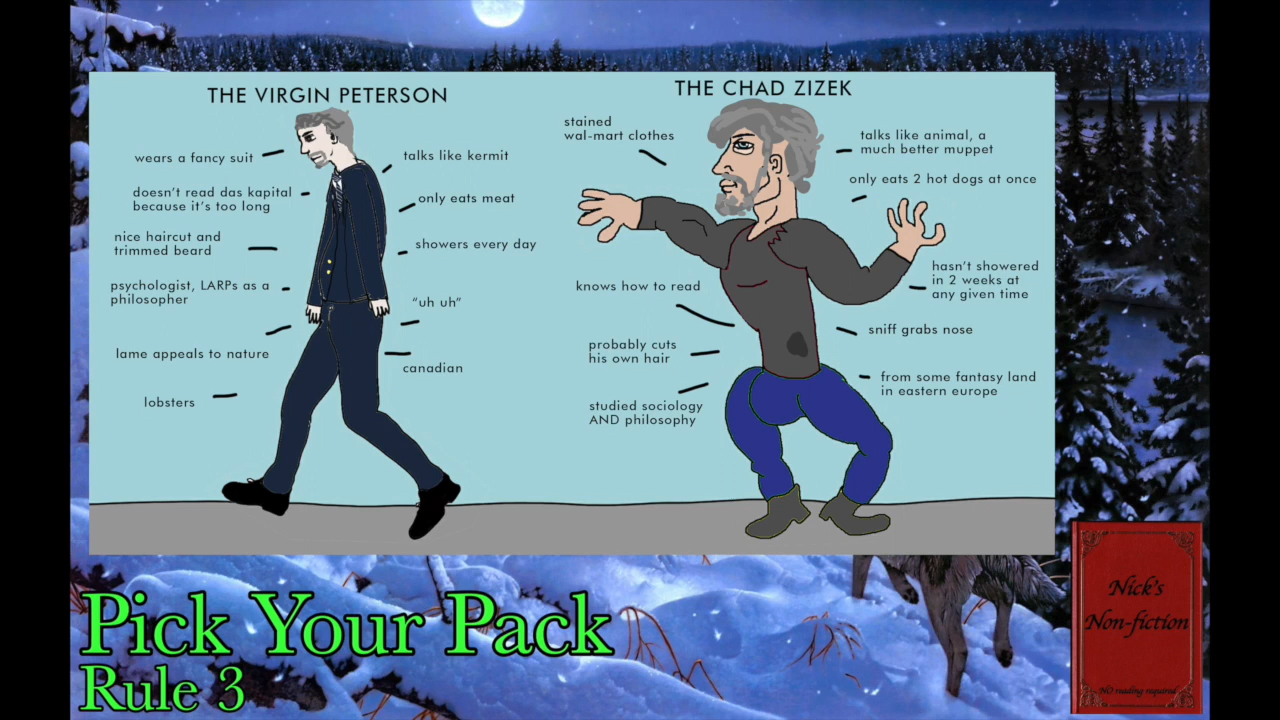 THE VIRGIN PETERSON
wears a fancy suit
doesn't read das kapital
because it's too long
nice haircut and
trimmed beard
psychologist, LARPs as a
philosopher
lame appeals to nature
lobsters
talks like kermit
only eats meat
showers every day
“uh uh”
canadian
THE CHAD ZIZEK
stained
wal-mart clothes
knows how to read
probably cuts
his own hair
studied sociology
AND philosophy
talks like animal, a
much better muppet
only eats 2 hot dogs at once
hasn't showered
in 2 weeks at
any given time
sniff grabs nose
from some fantasy land
in eastern europe
Pick Your Pack
Rule 3
Nick's
Non-fiction
NO reading required